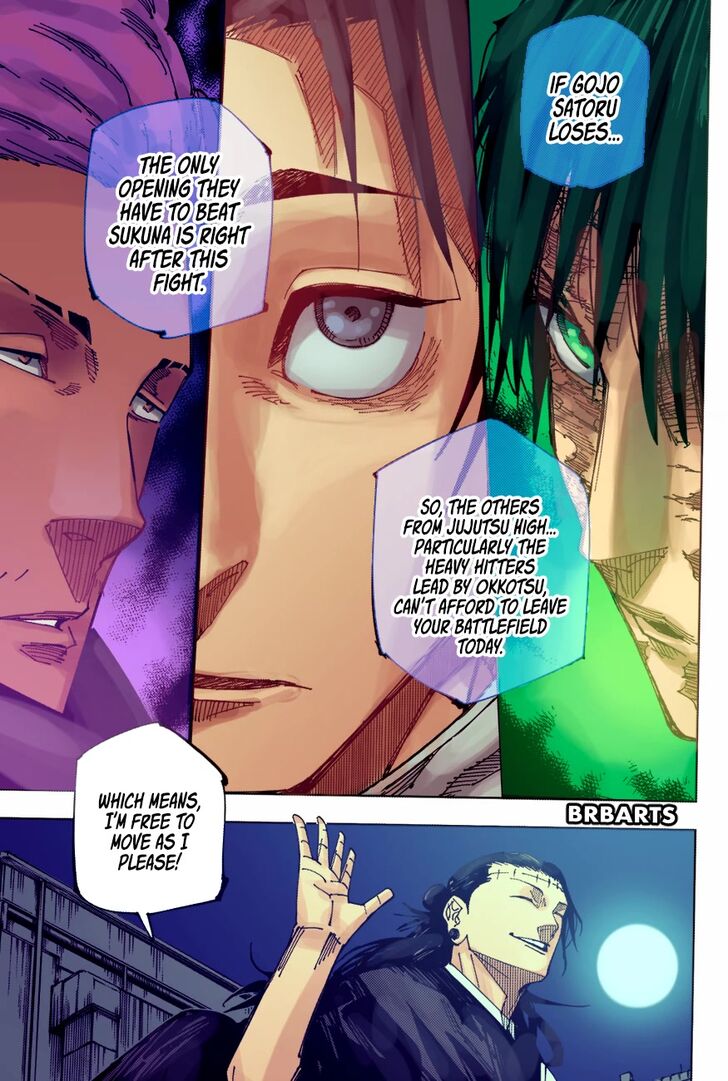 IF GOJO
SATORU
LOSES...
THE ONLY
OPENING THEY
HAVE TO BEAT
SUKUNA IS RIGHT
AFTER THIS
FIGHT.
SO, THE OTHERS
FROM JUJUTSU HIGH...
PARTICULARLY THE
HEAVY HITTERS
LEAD BY OKKOTSU,
CAN'T AFFORD TO LEAVE
YOUR BATTLEFIELD
TODAY.
BRBARTS
WHICH MEANS,
I'M FREE TO
MOVE AS I
PLEASE!